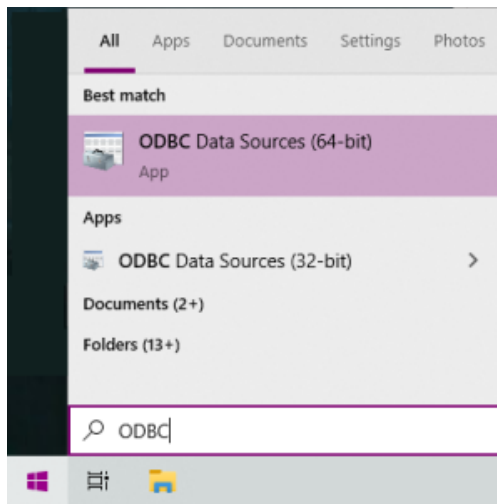 All Apps Documents Settings Photos
Best match
ODBC Data Sources (64-bit)
App
Apps
ODBC Data Sources (32-bit)
Documents (2+)
Folders (13+)
ODBC